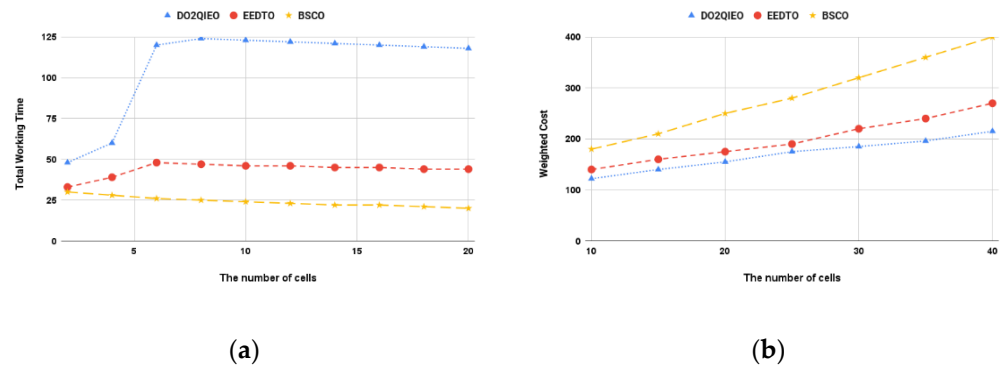 DO2QIEO EEDTO BSCO
125
100
75
50
25
0
Total Working Time
5 10 15 20
The number of cells
(a)
DO2QIEO EEDTO BSCO
400
300
200
100
0
Weighted Cost
10 20 30 40
The number of cells
(b)